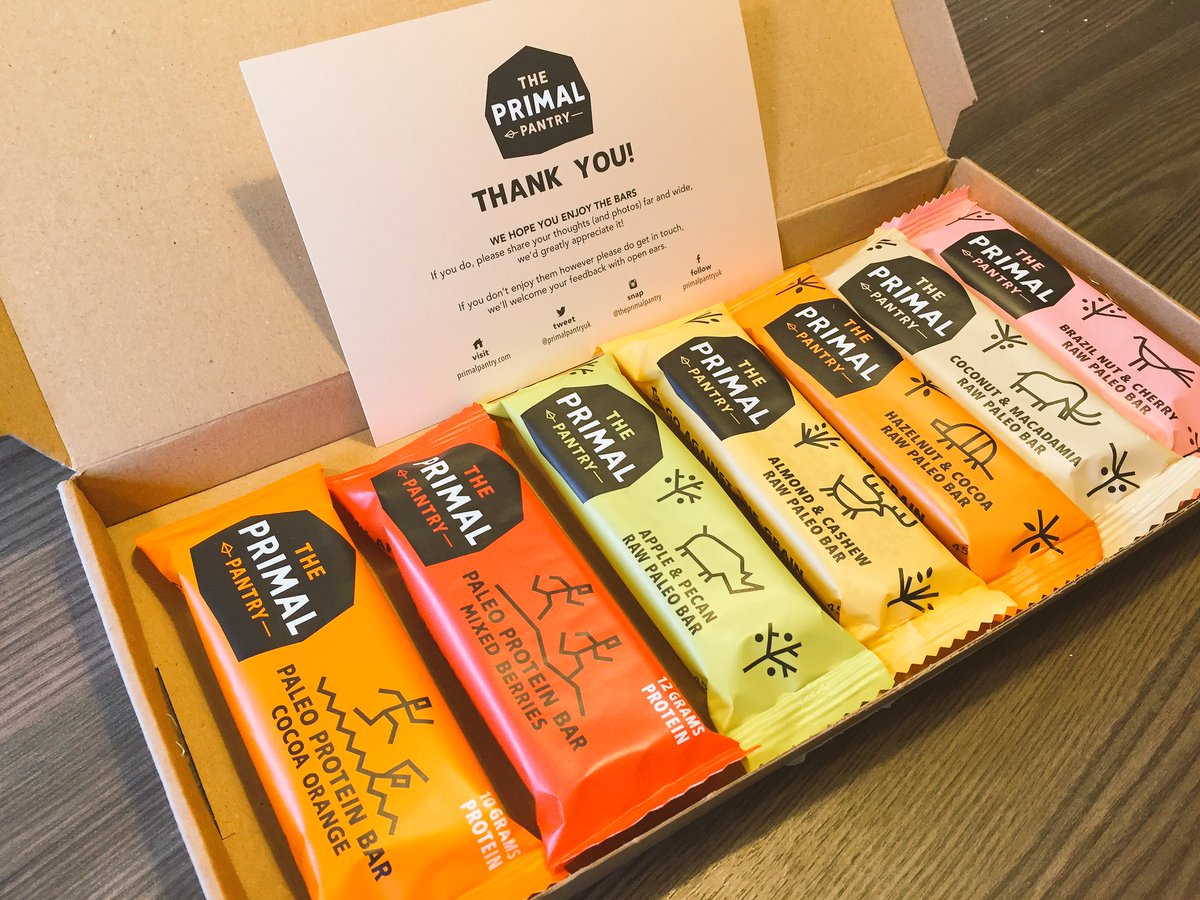 THE
PRIMAL
PANTRY
THANK YOU!
WE HOPE YOU ENJOY THE BARS
If you do, please share your thoughts (and photos) far and wide,
we'd greatly appreciate it!
If you don't enjoy them however please do get in touch,
we'll welcome your feedback with open ears.
visit
primalpantry.com
tweet
@primalpantryuk
snap
@theprimalpantry
follow
primalpantryuk
THE
PRIMAL
PANTRY
PALEO PROTEIN BAR
COCOA ORANGE
10 GRAMS
PROTEIN
THE
PRIMAL
PANTRY
PALEO PROTEIN BAR
MIXED BERRIES
12 GRAMS
PROTEIN
THE
PRIMAL
PANTRY
APPLE & PECAN
RAW PALEO BAR
THE
PRIMAL
PANTRY
ALMOND & CASHEW
RAW PALEO BAR
THE
PRIMAL
PANTRY
HAZELNUT & COCOA
RAW PALEO BAR
THE
PRIMAL
PANTRY
COCONUT & MACADAMIA
RAW PALEO BAR
THE
PRIMAL
PANTRY
BRAZIL NUT & CHERRY
RAW PALEO BAR